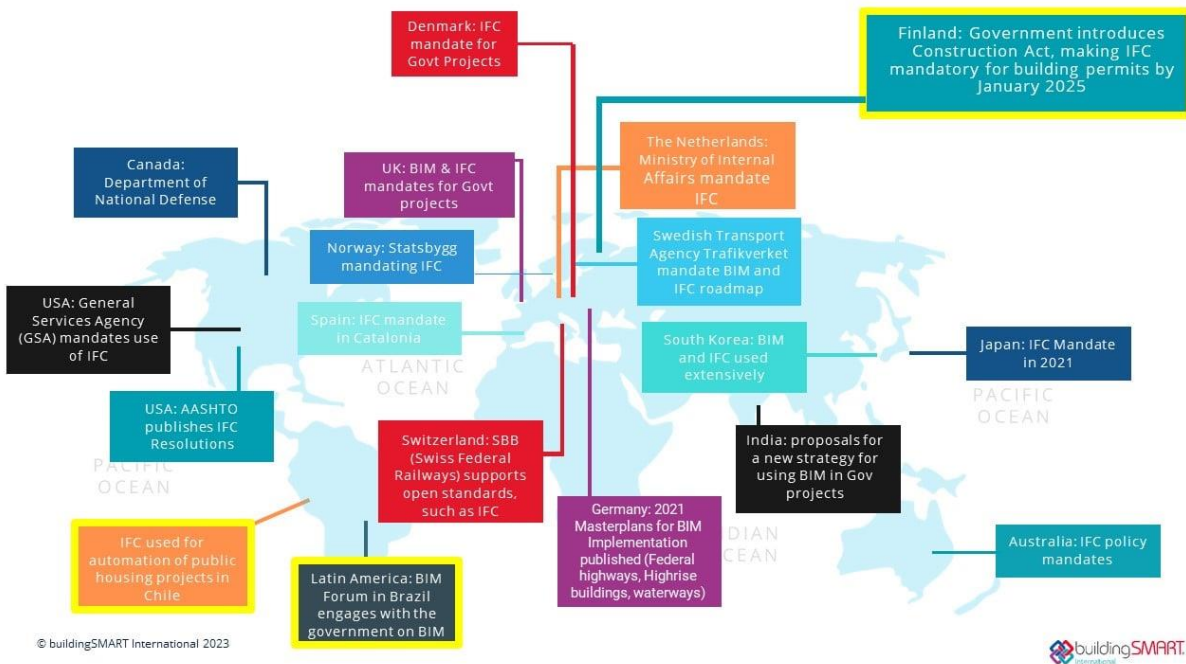 Denmark: IFC
mandate for
Govt Projects
Finland: Government introduces
Construction Act, making IFC
mandatory for building permits by
January 2025
Canada:
Department of
National Defense
UK: BIM & IFC
mandates for Govt
projects
The Netherlands:
Ministry of Internal
Affairs mandate
IFC
Norway: Statsbygg
mandating IFC
Swedish Transport
Agency Trafikverket
mandate BIM and
IFC roadmap
USA: General
Services Agency
(GSA) mandates use
of IFC
Spain: IFC mandate
in Catalonia
South Korea: BIM
and IFC used
extensively
Japan: IFC Mandate
in 2021
ATLANTIC
OCEAN
PACIFIC
OCEAN
USA: AASHTO
publishes IFC
Resolutions
PACIFIC
OCEAN
Switzerland: SBB
(Swiss Federal
Railways) supports
open standards,
such as IFC
India: proposals for
a new strategy for
using BIM in Gov
projects
Germany: 2021
Masterplans for BIM
Implementation
published (Federal
highways, Highrise
buildings, waterways)
NDIAN
OCEAN
IFC used for
automation of public
housing projects in
Chile
Latin America: BIM
Forum in Brazil
engages with the
government on BIM
Australia: IFC policy
mandates
© buildingSMART International 2023
buildingSMART
International